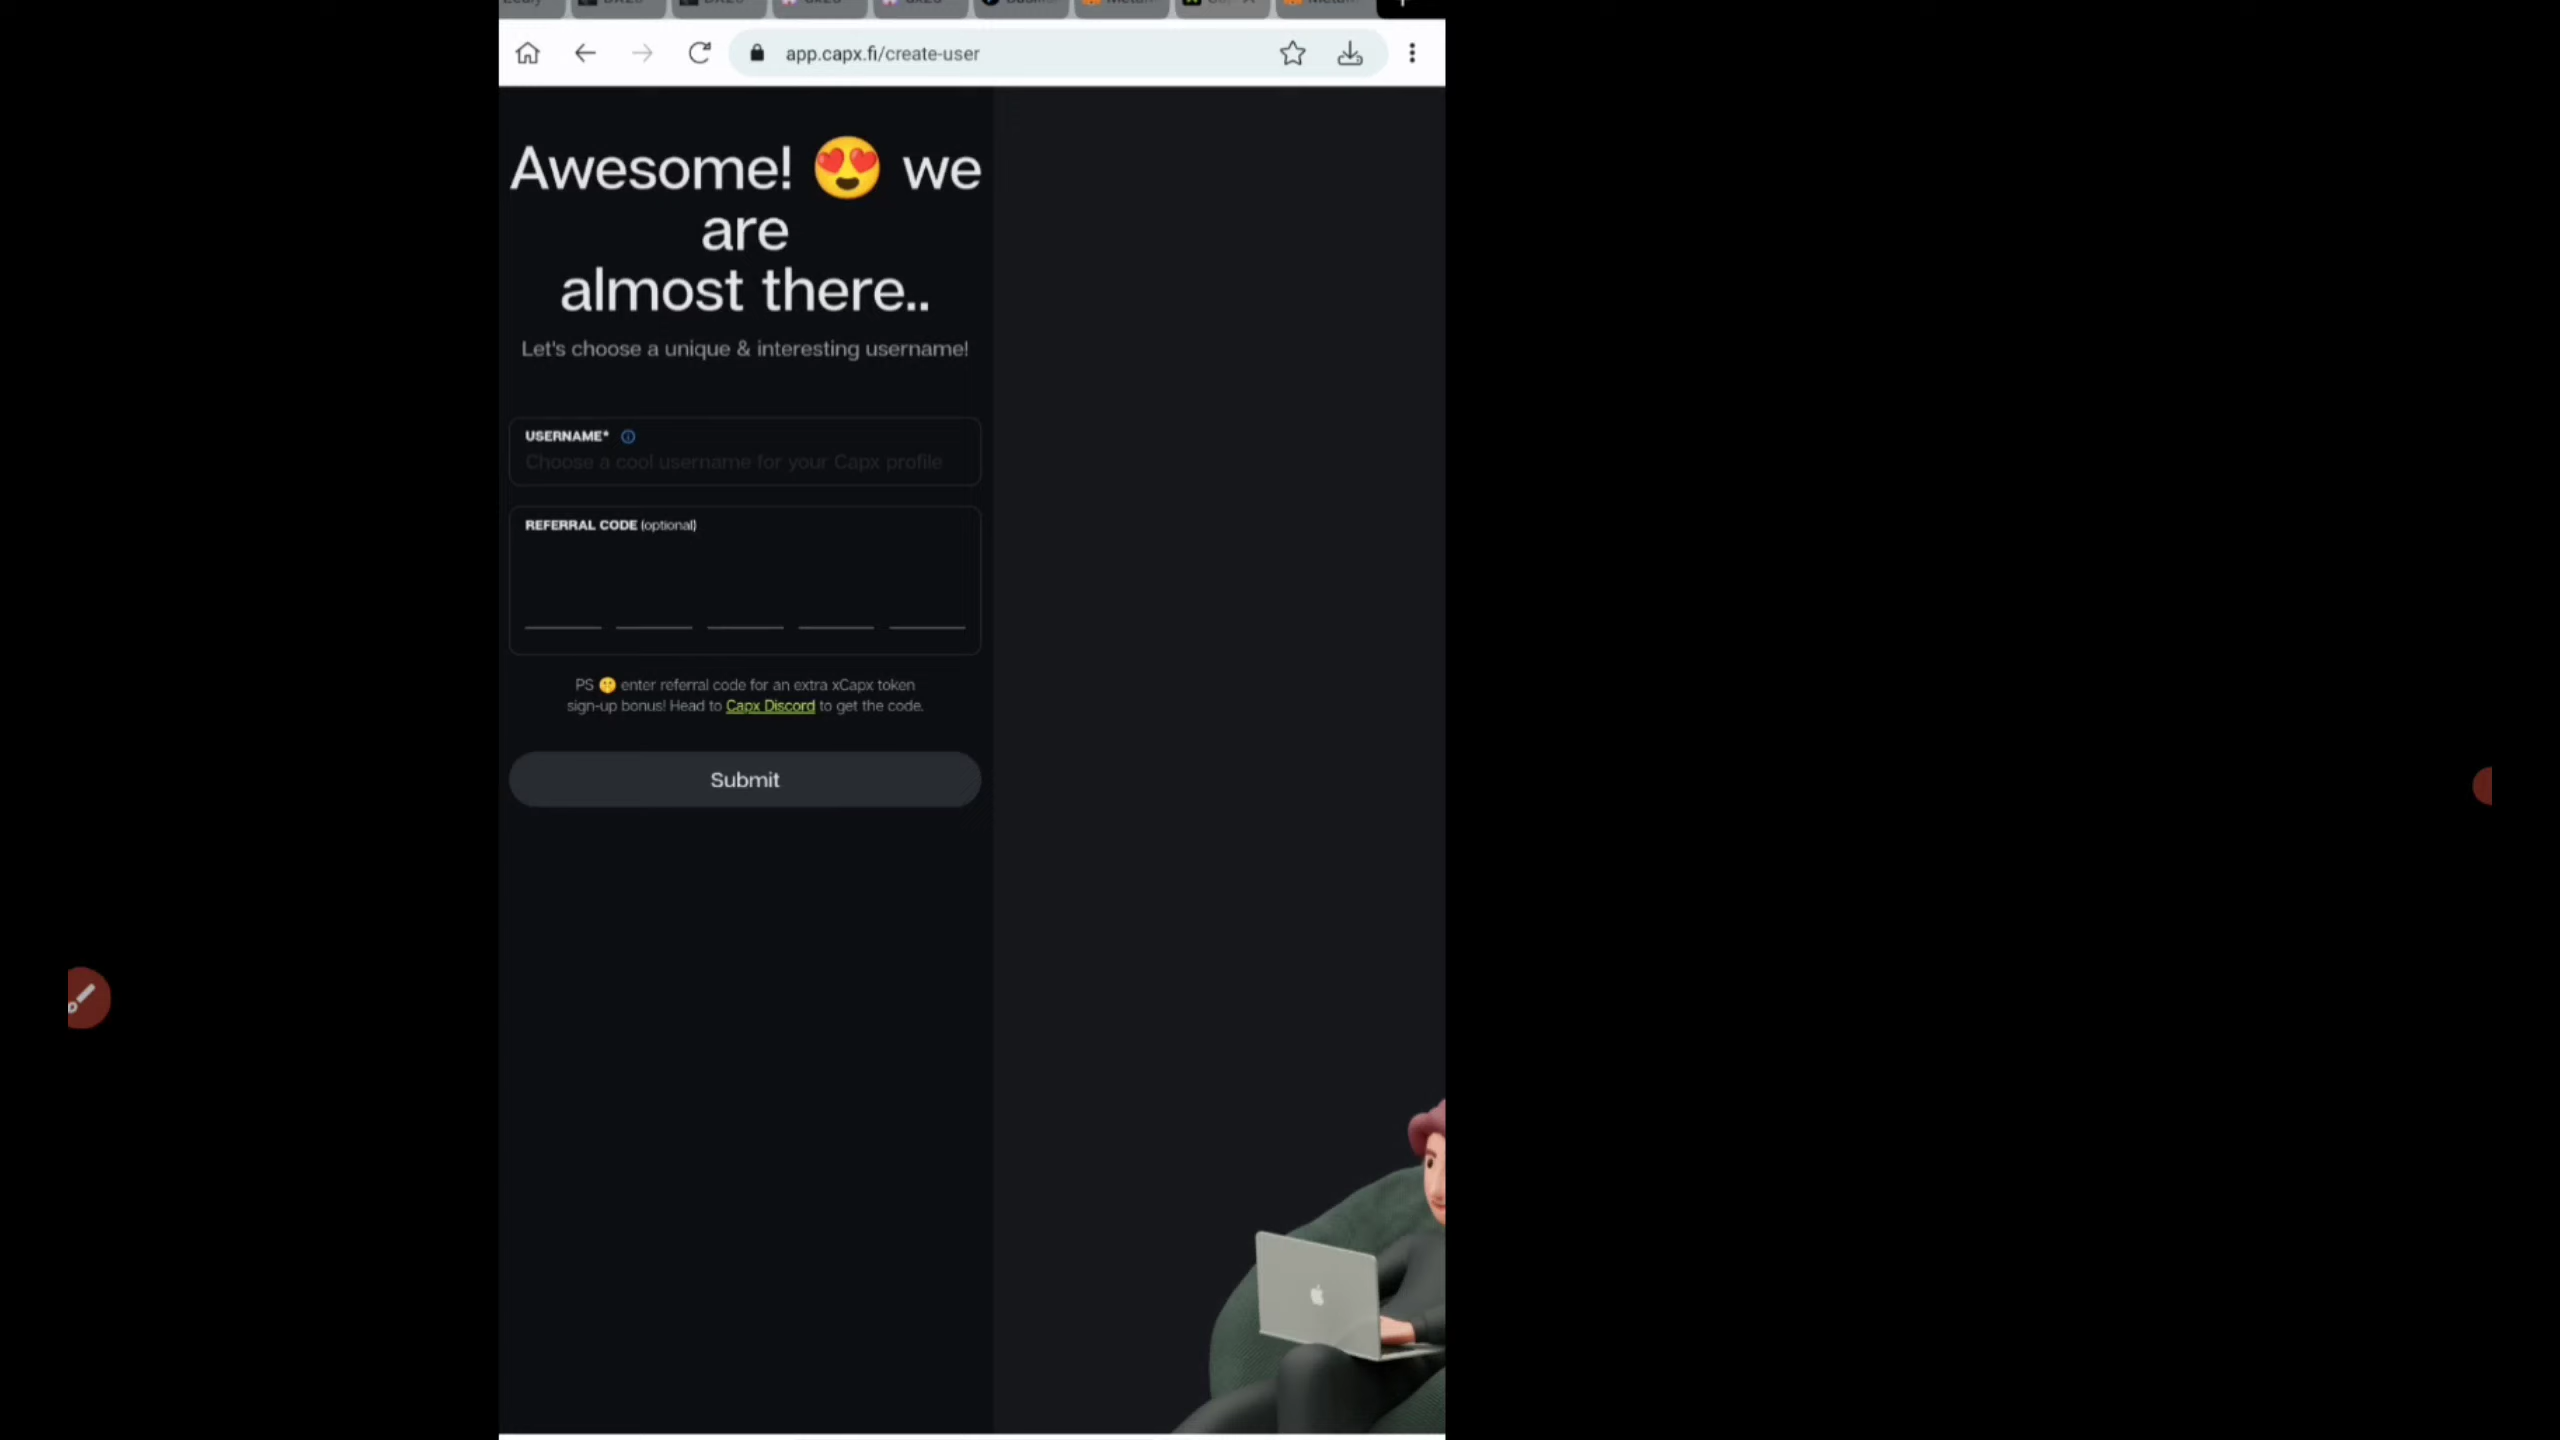 app.capx.fi/create-user
Awesome! 😍 we
are
almost there..
Let's choose a unique & interesting username!
USERNAME*
Choose a cool username for your Capx profile
REFERRAL CODE (optional)
PS 🤫 enter referral code for an extra xCapx token
sign-up bonus! Head to Capx Discord to get the code.
Submit